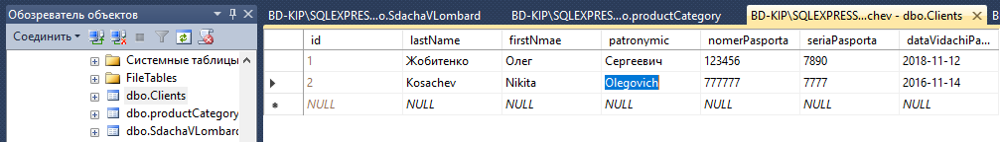 Обозреватель объектов
Соединить
Системные таблицы
FileTables
dbo.Clients
dbo.productCategory
dbo.SdachaVLombard
BD-KIP\SQLEXPRES...o.SdachaVLombard BD-KIP\SQLEXPRES...o.productCategory BD-KIP\SQLEXPRESS...chev - dbo.Clients
id lastName firstNmae patronymic nomerPasporta seriaPasporta dataVidachiPa...
1 Жобитенко Олег Сергеевич 123456 7890 2018-11-12
2 Kosachev Nikita Olegovich 777777 7777 2016-11-14
NULL NULL NULL NULL NULL NULL NULL